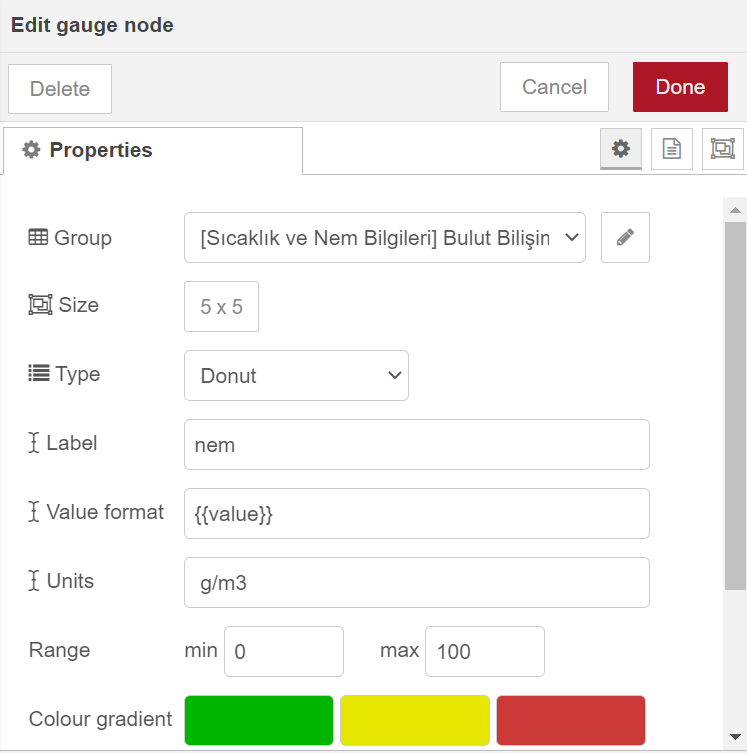 Edit gauge node
Delete Cancel Done
Properties
Group [Sıcaklık ve Nem Bilgileri] Bulut Bilişin
Size 5 x 5
Type Donut
Label nem
Value format {{value}}
Units g/m3
Range min 0 max 100
Colour gradient